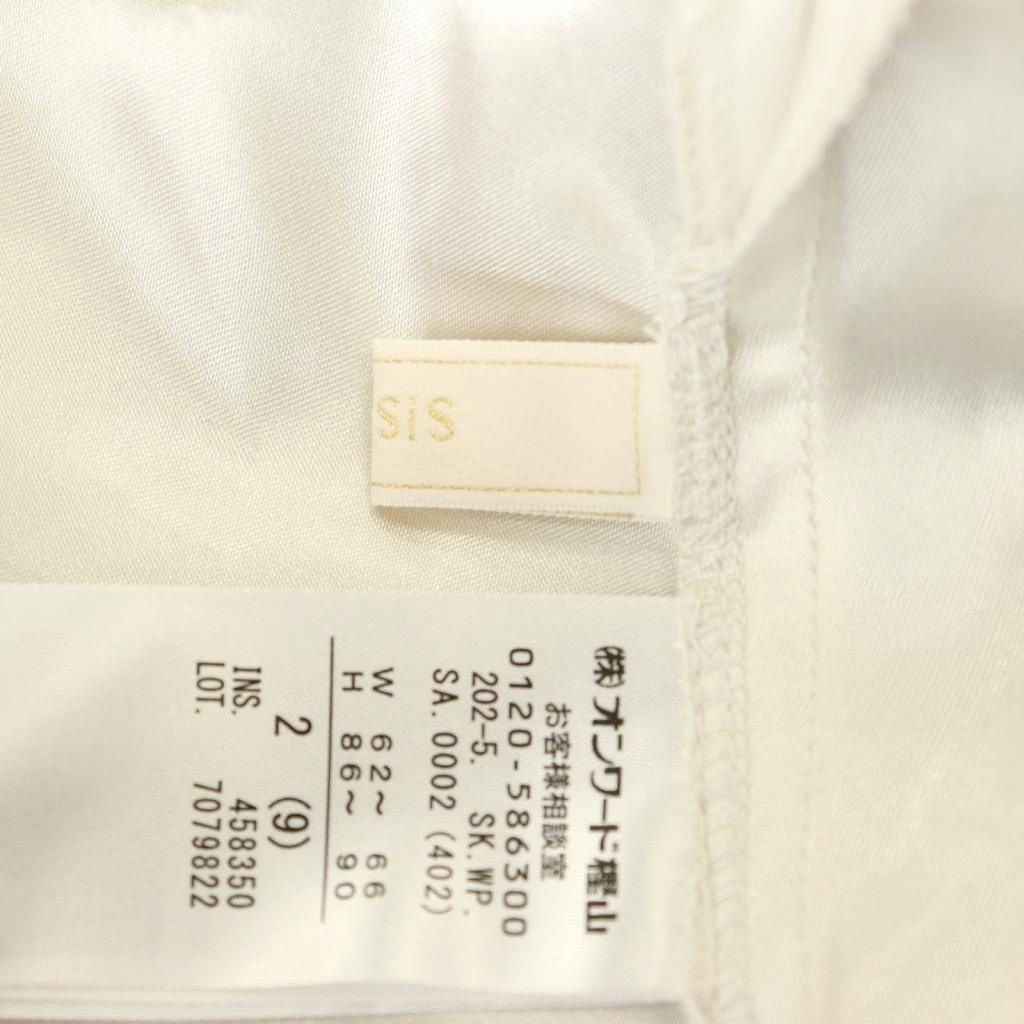 SiS
㈱オンワード樫山
お客様相談室
0120-586300
202-5. SK.WP.
SA.0002 (402)
W 62～ 66
H 86～ 90
2 (9)
INS. 458350
LOT. 7079822